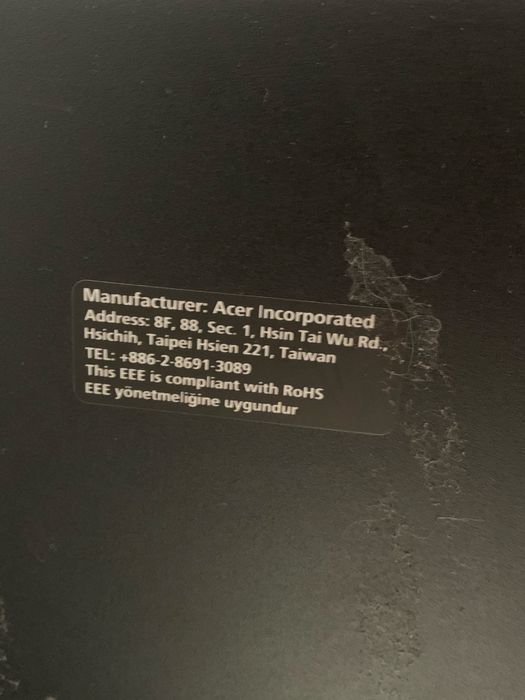 Manufacturer: Acer Incorporated
Address: 8F, 88, Sec. 1, Hsin Tai Wu Rd.,
Hsichih, Taipei Hsien 221, Taiwan
TEL: +886-2-8691-3089
This EEE is compliant with RoHS
EEE yönetmeliğine uygundur